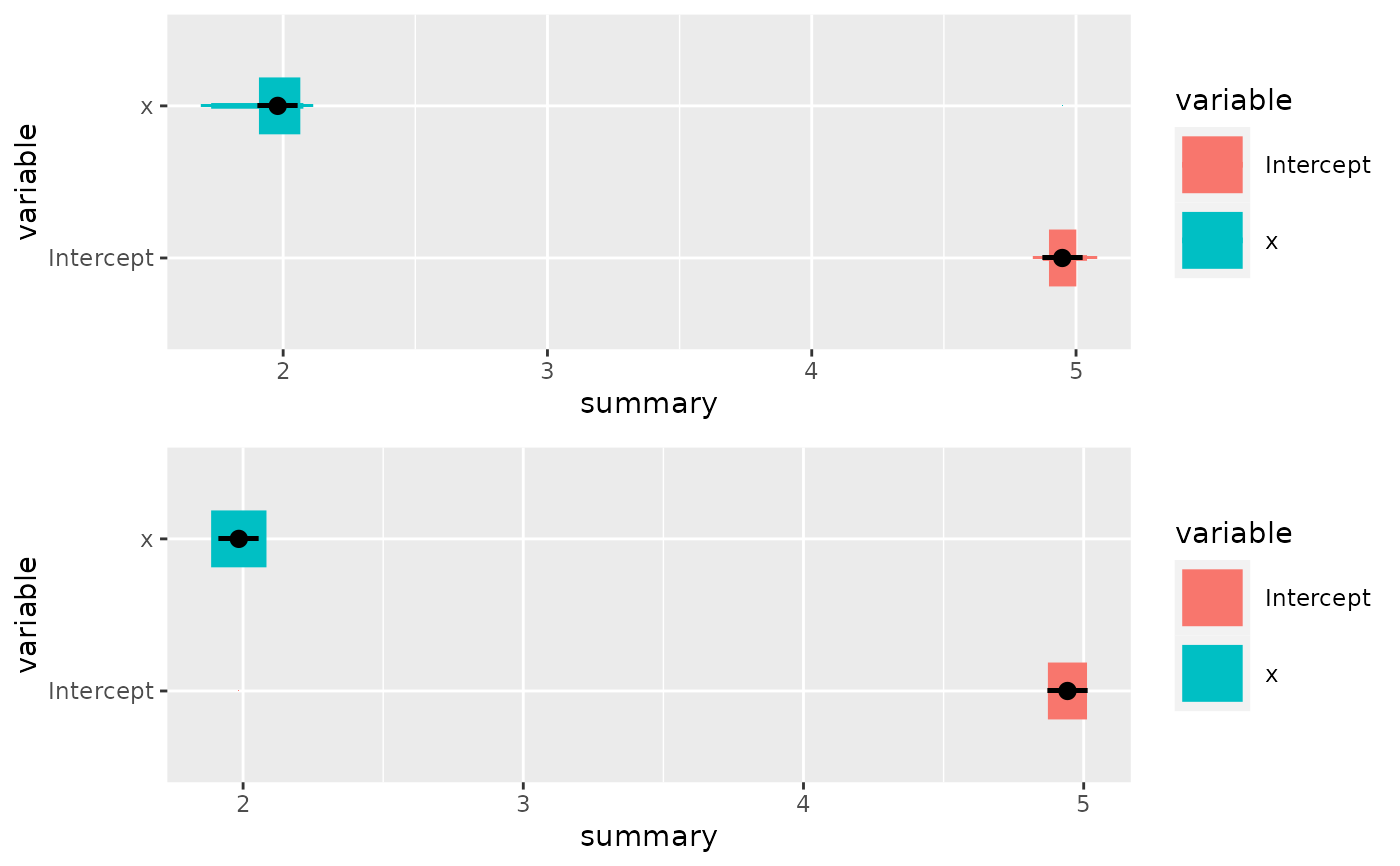 variable
x
Intercept
2 3 4 5
summary
variable
Intercept
x
variable
x
Intercept
2 3 4 5
summary
variable
Intercept
x